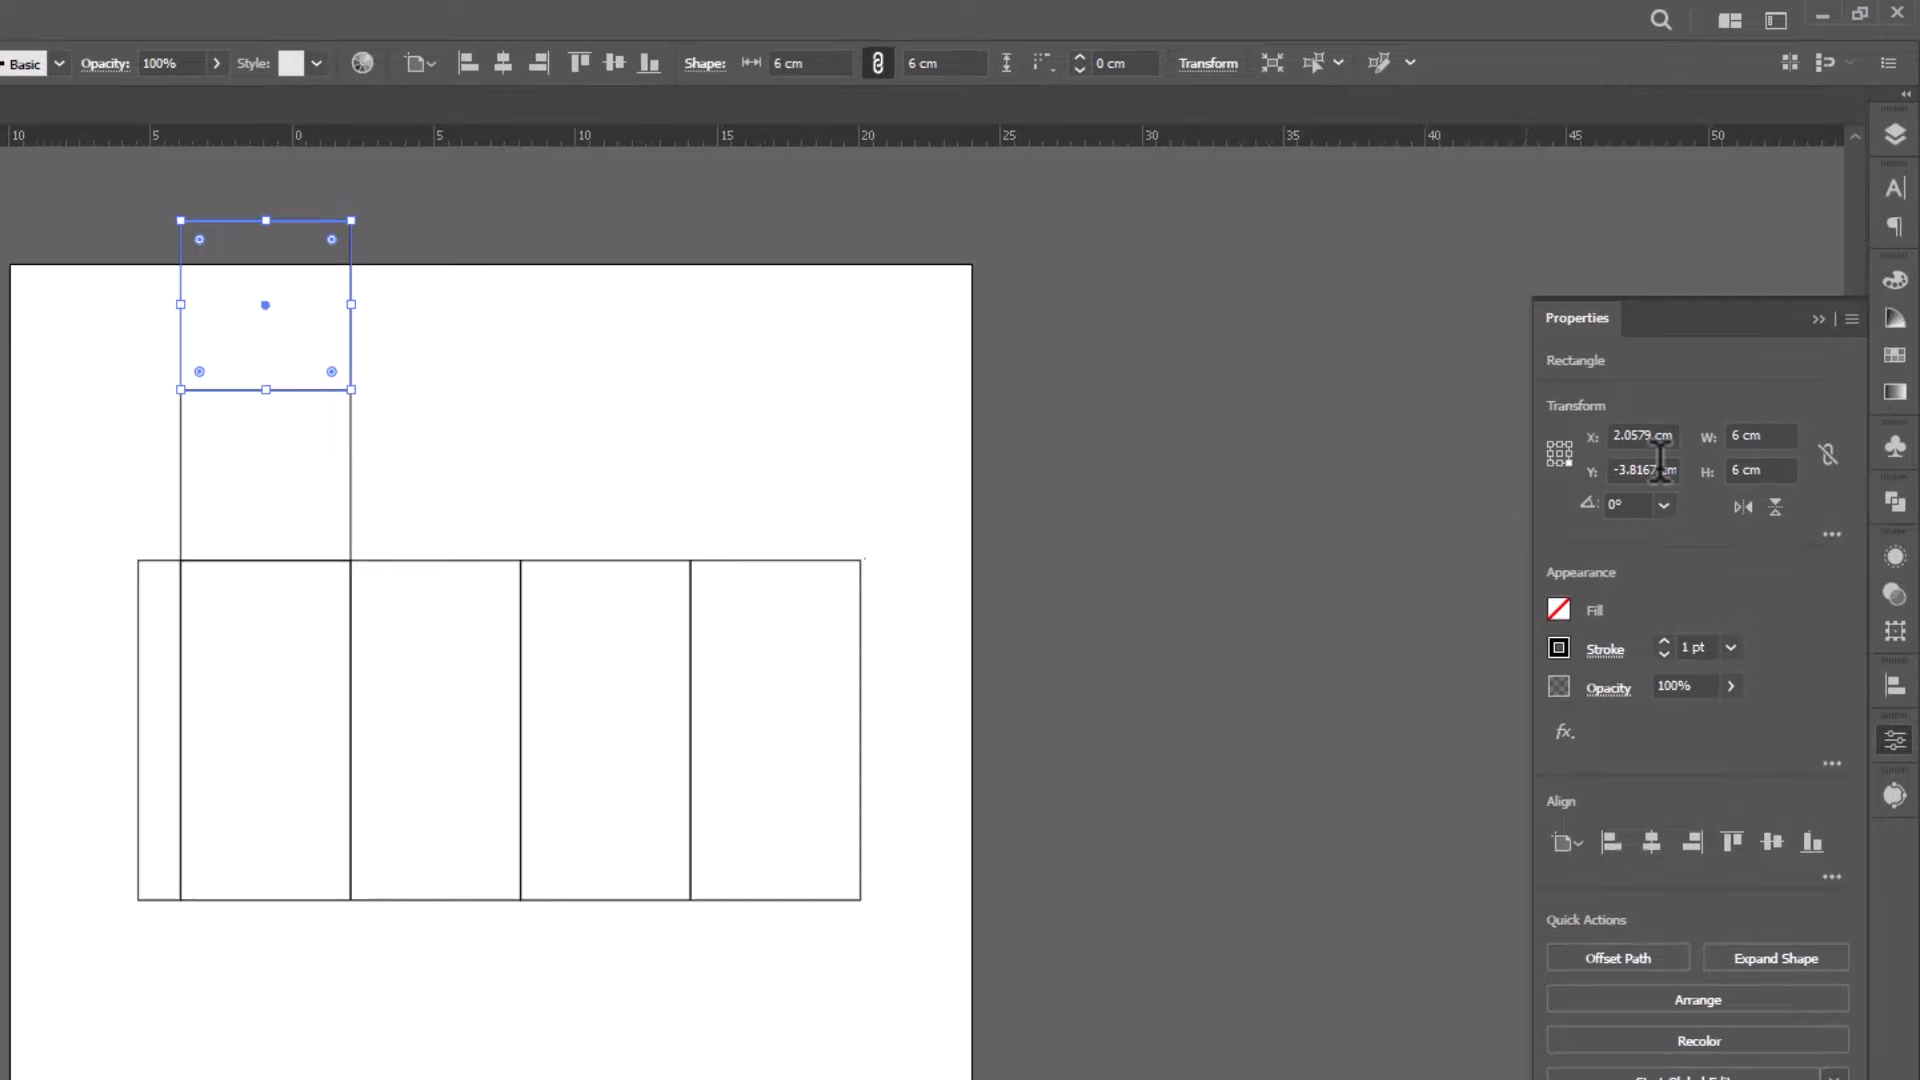 Basic Opacity: 100% Style: Shape: 6 cm 6 cm 0 cm Transform
10 5 0 5 10 15 20 25 30 35 40 45 50
Properties
Rectangle
Transform
X: 2.0579 cm W: 6 cm
Y: -3.8167 cm H: 6 cm
0°
Appearance
Fill
Stroke 1 pt
Opacity 100%
fx.
Align
Quick Actions
Offset Path Expand Shape
Arrange
Recolor